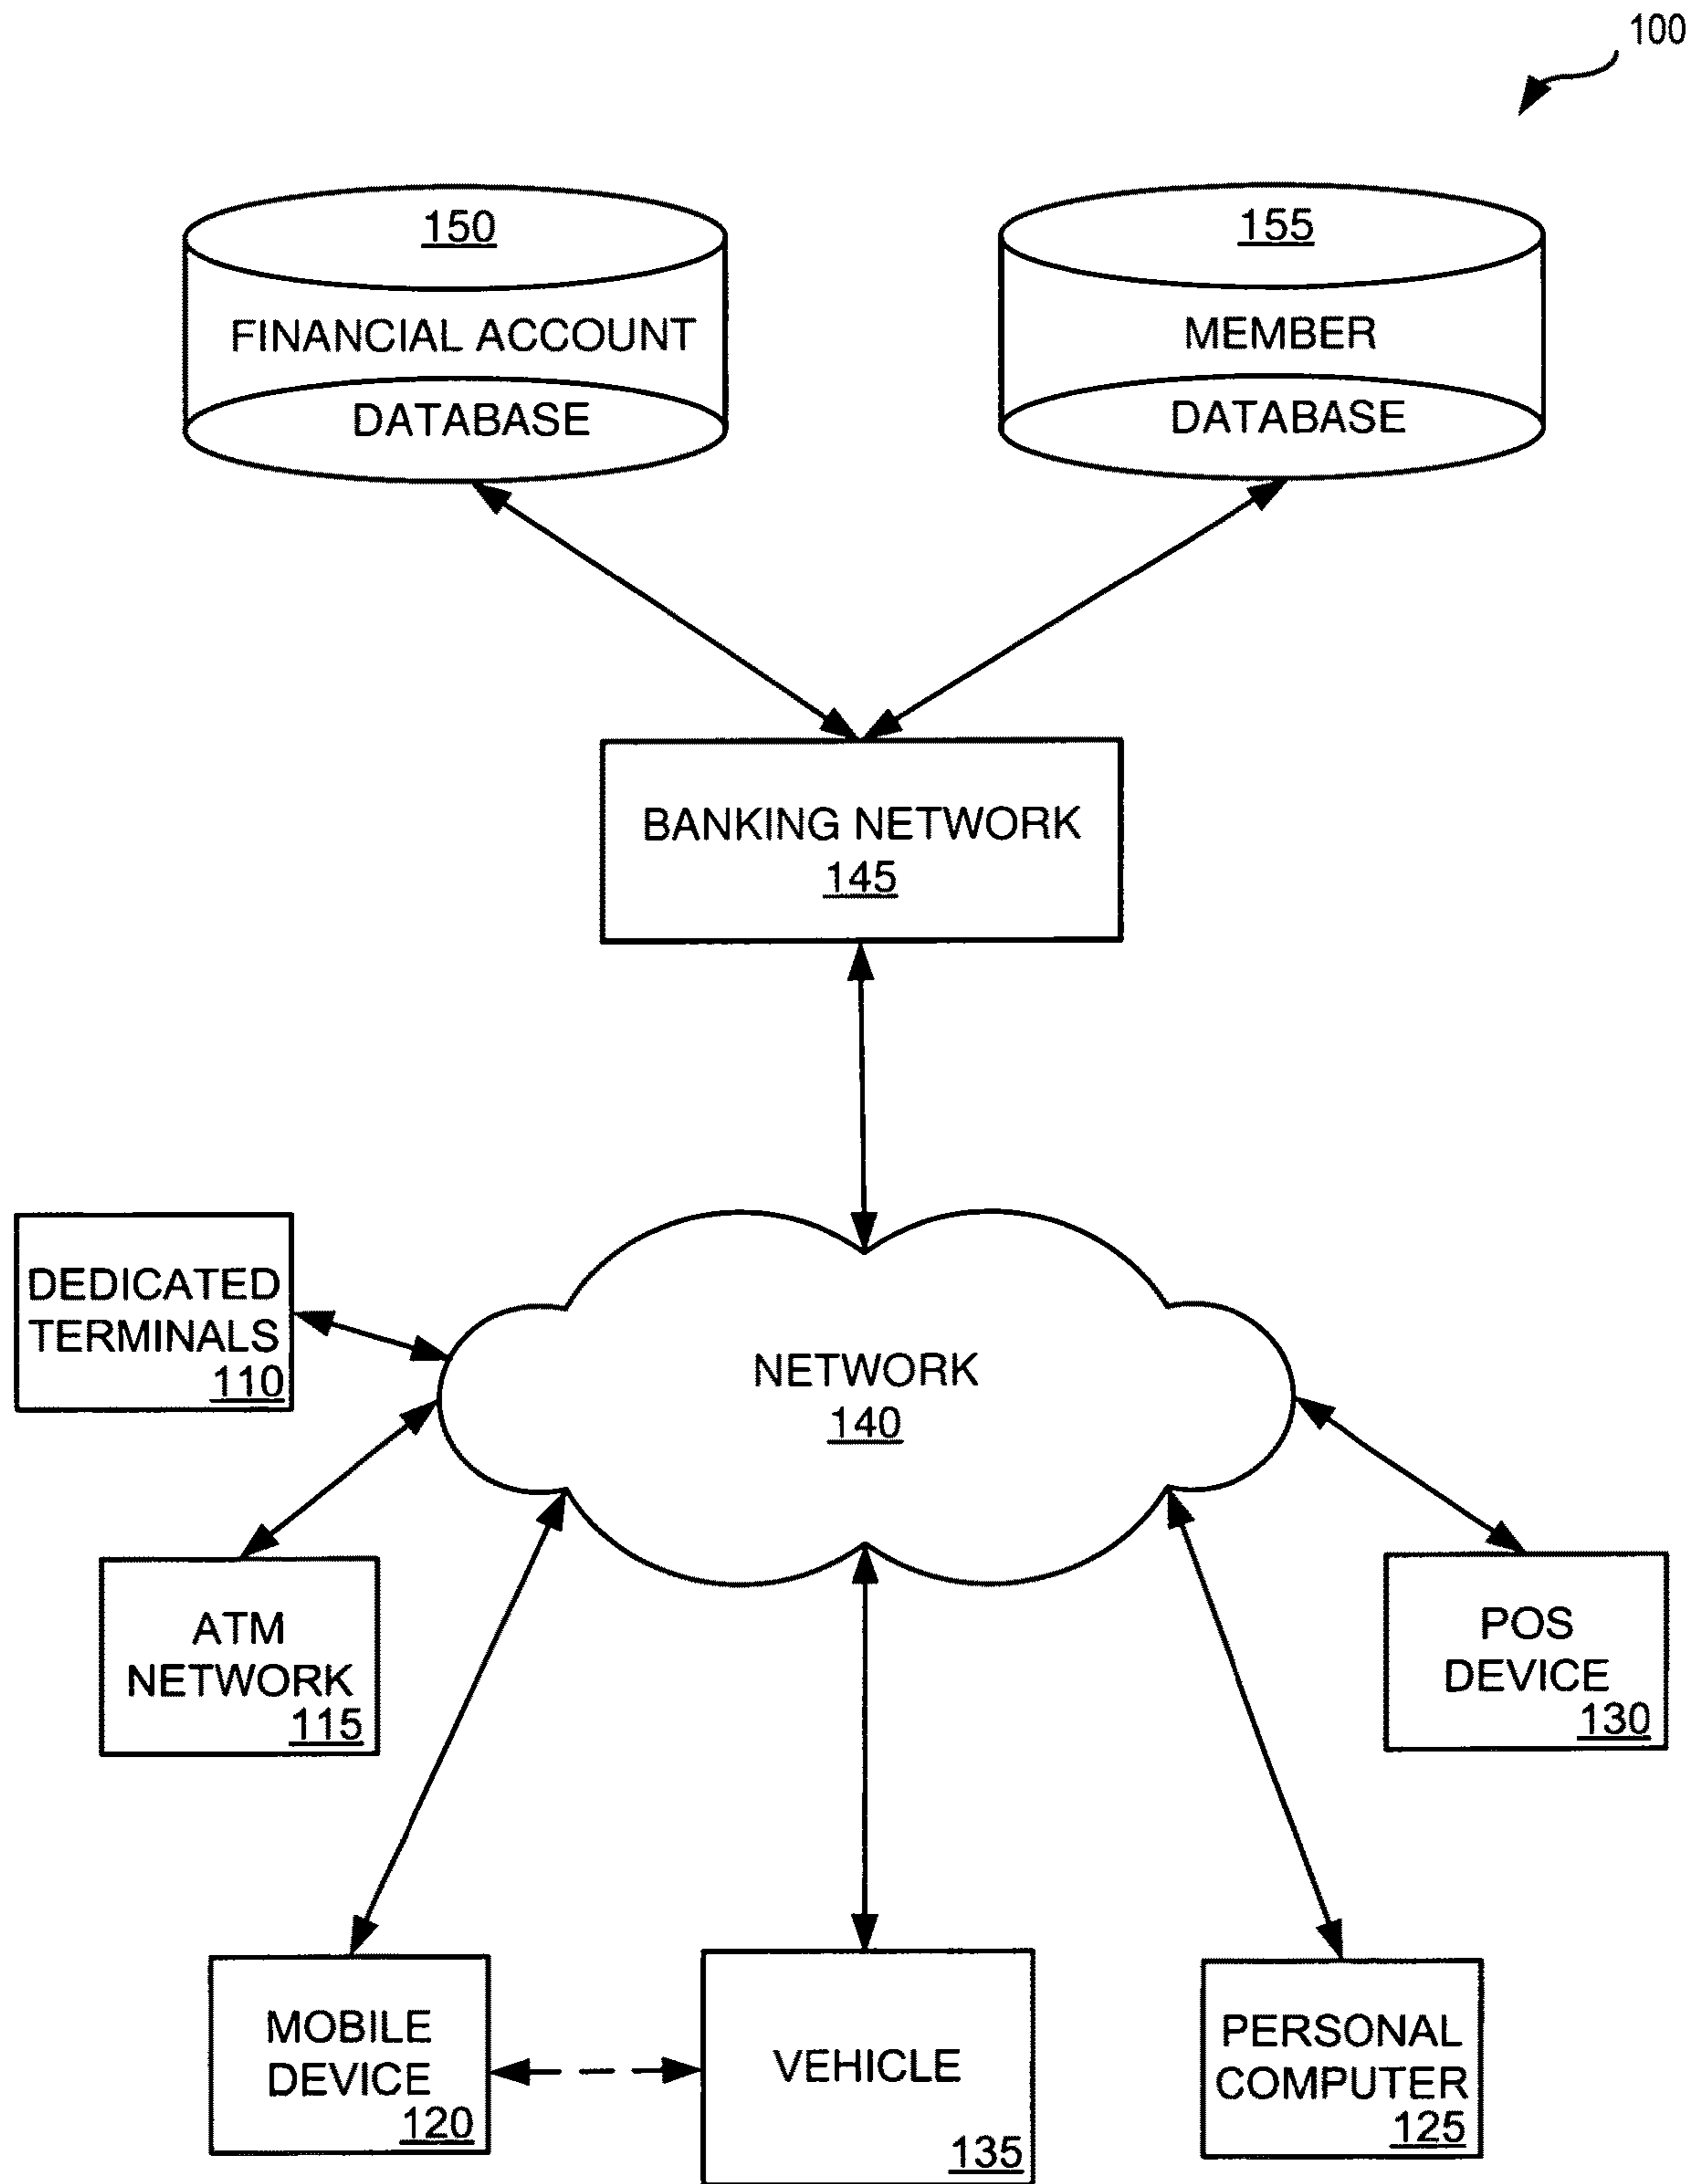 100
150
FINANCIAL ACCOUNT
DATABASE
155
MEMBER
DATABASE
BANKING NETWORK
145
DEDICATED
TERMINALS
110
NETWORK
140
ATM
NETWORK
115
POS
DEVICE
130
MOBILE
DEVICE
120
VEHICLE
135
PERSONAL
COMPUTER
125